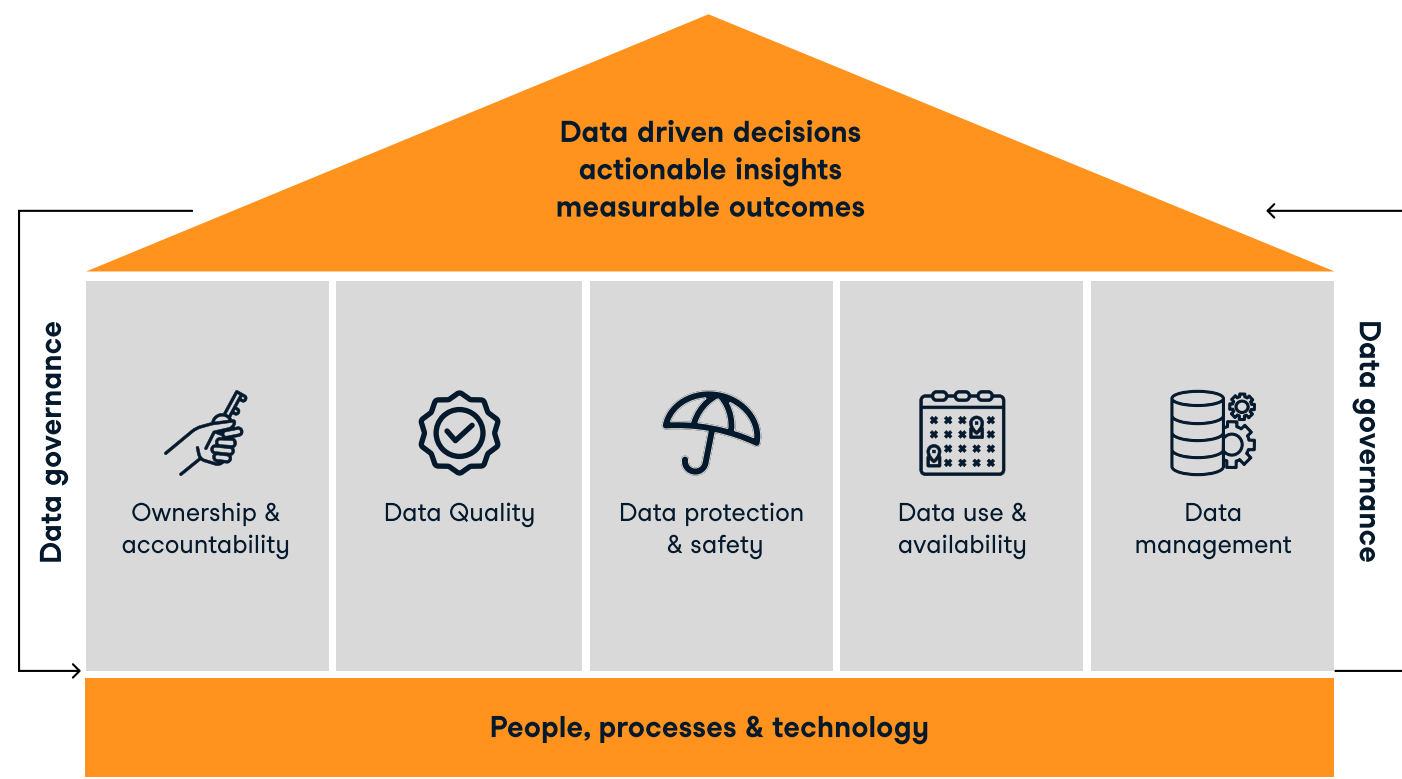 Data driven decisions
actionable insights
measurable outcomes
Data governance
Ownership &
accountability
Data Quality
Data protection
& safety
Data use &
availability
Data
management
Data governance
People, processes & technology